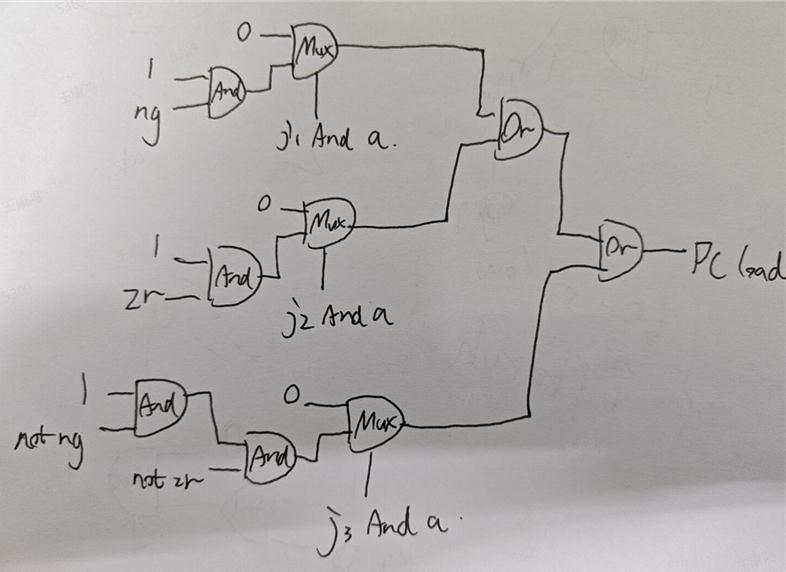 0
Mux
1
And
ng
j1 And a.
Or
0
Mux
1
And
zr
j2 And a
Or
PC load
1
And
not ng
0
Mux
And
not zr
j3 And a.